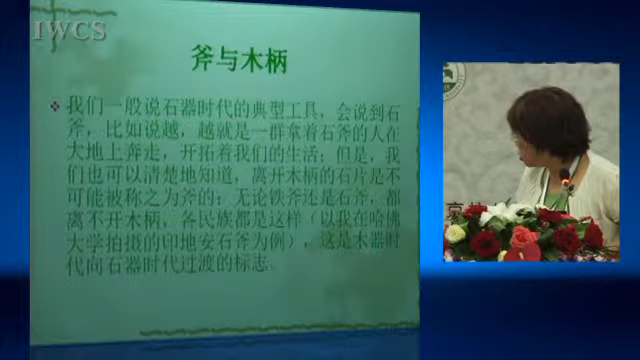 IWCS
斧与木柄
我们一般说石器时代的典型工具，会说到石
斧，比如说越，越就是一群拿着石斧的人在
大地上奔走，开拓着我们的生活；但是，我
们也可以清楚地知道，离开木柄的石片是不
可能被称之为斧的；无论铁斧还是石斧，都
离不开木柄，各民族都是这样（以我在哈佛
大学拍摄的印地安石斧为例），这是木器时
代向石器时代过渡的标志